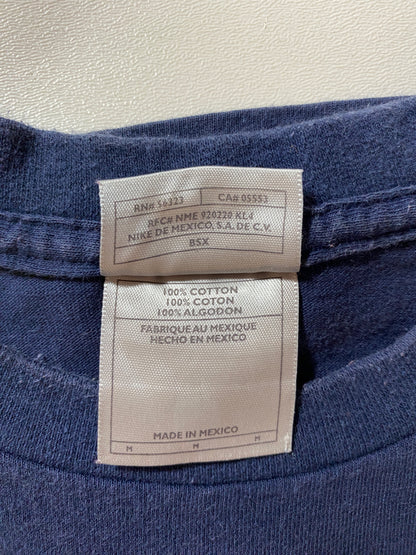 RN# 56323 CA# 05553
RFC# NME 920220 KL4
NIKE DE MEXICO, S.A. DE C.V.
BSX
100% COTTON
100% COTON
100% ALGODON
FABRIQUE AU MEXIQUE
HECHO EN MEXICO
MADE IN MEXICO
M M M